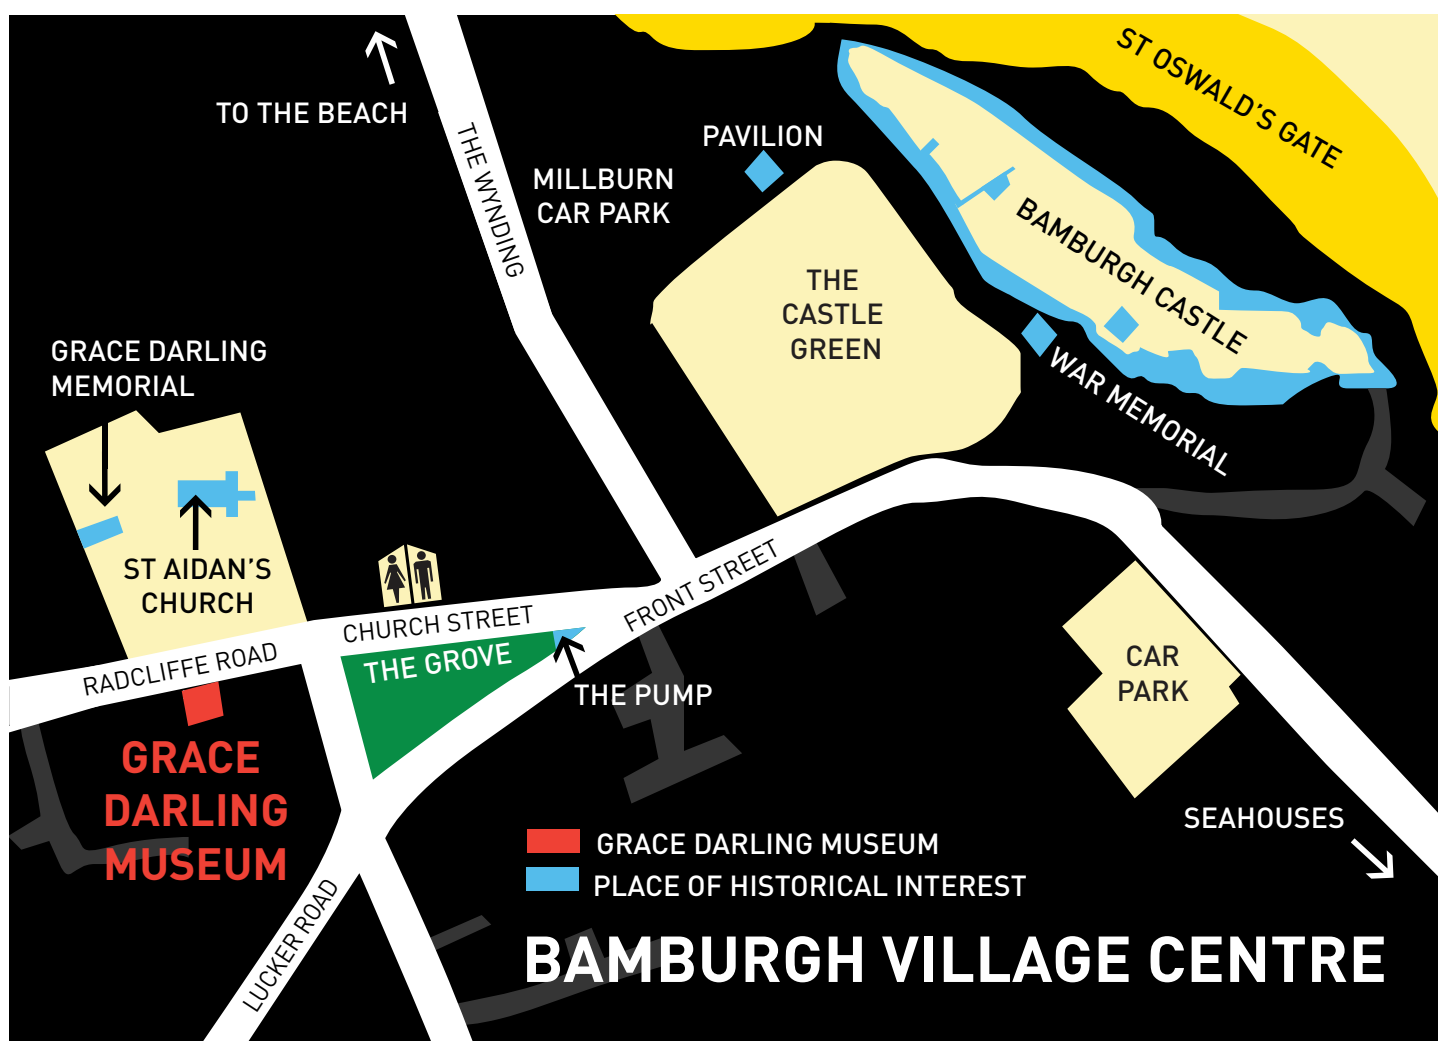 ST OSWALD'S GATE
TO THE BEACH
THE WYNDING
PAVILION
MILLBURN
CAR PARK
BAMBURGH CASTLE
THE
CASTLE
GREEN
WAR MEMORIAL
GRACE DARLING
MEMORIAL
ST AIDAN'S
CHURCH
CHURCH STREET
FRONT STREET
RADCLIFFE ROAD
THE GROVE
THE PUMP
CAR
PARK
GRACE
DARLING
MUSEUM
SEAHOUSES
LUCKER ROAD
GRACE DARLING MUSEUM
PLACE OF HISTORICAL INTEREST
BAMBURGH VILLAGE CENTRE